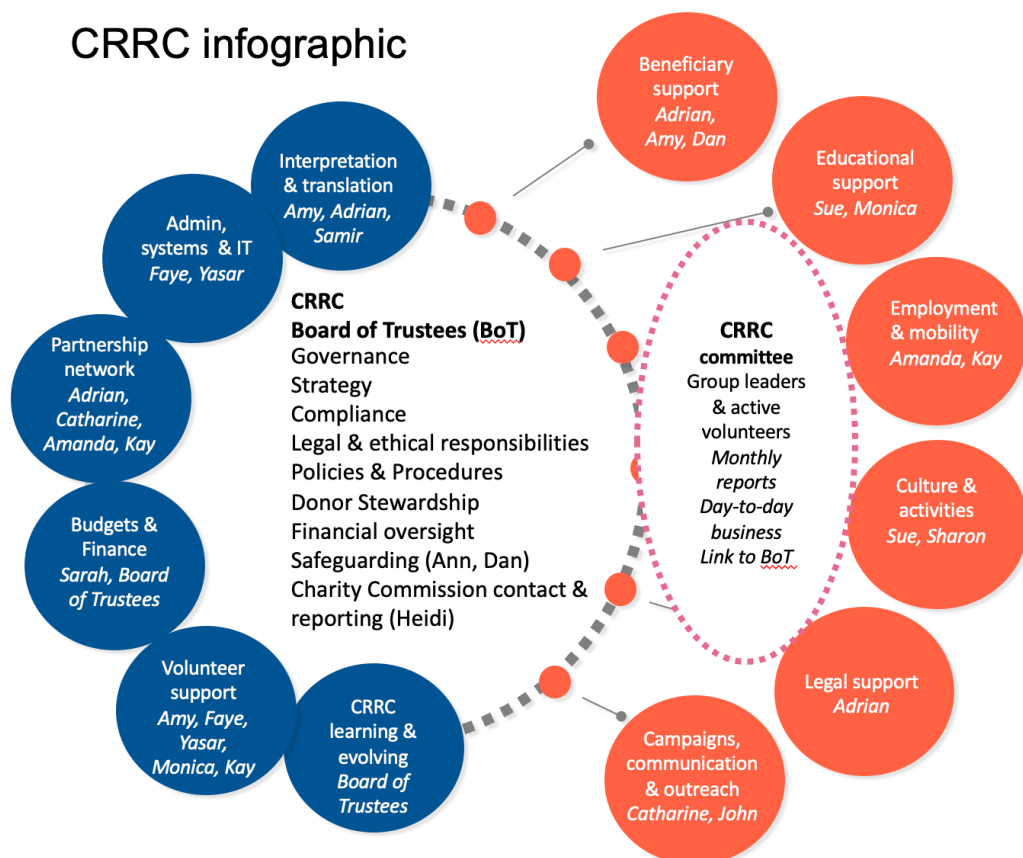 CRRC infographic
Beneficiary
support
Adrian,
Amy, Dan
Interpretation
& translation
Amy, Adrian,
Samir
Educational
support
Sue, Monica
Admin,
systems & IT
Faye, Yasar
CRRC
Board of Trustees (BoT)
Governance
Strategy
Compliance
Legal & ethical responsibilities
Policies & Procedures
Donor Stewardship
Financial oversight
Safeguarding (Ann, Dan)
Charity Commission contact &
reporting (Heidi)
CRRC
committee
Group leaders
& active
volunteers
Monthly
reports
Day-to-day
business
Link to BoT
Employment
& mobility
Amanda, Kay
Partnership
network
Adrian,
Catharine,
Amanda, Kay
Culture &
activities
Sue, Sharon
Budgets &
Finance
Sarah, Board
of Trustees
Legal support
Adrian
Volunteer
support
Amy, Faye,
Yasar,
Monica, Kay
CRRC
learning &
evolving
Board of
Trustees
Campaigns,
communication
& outreach
Catharine, John